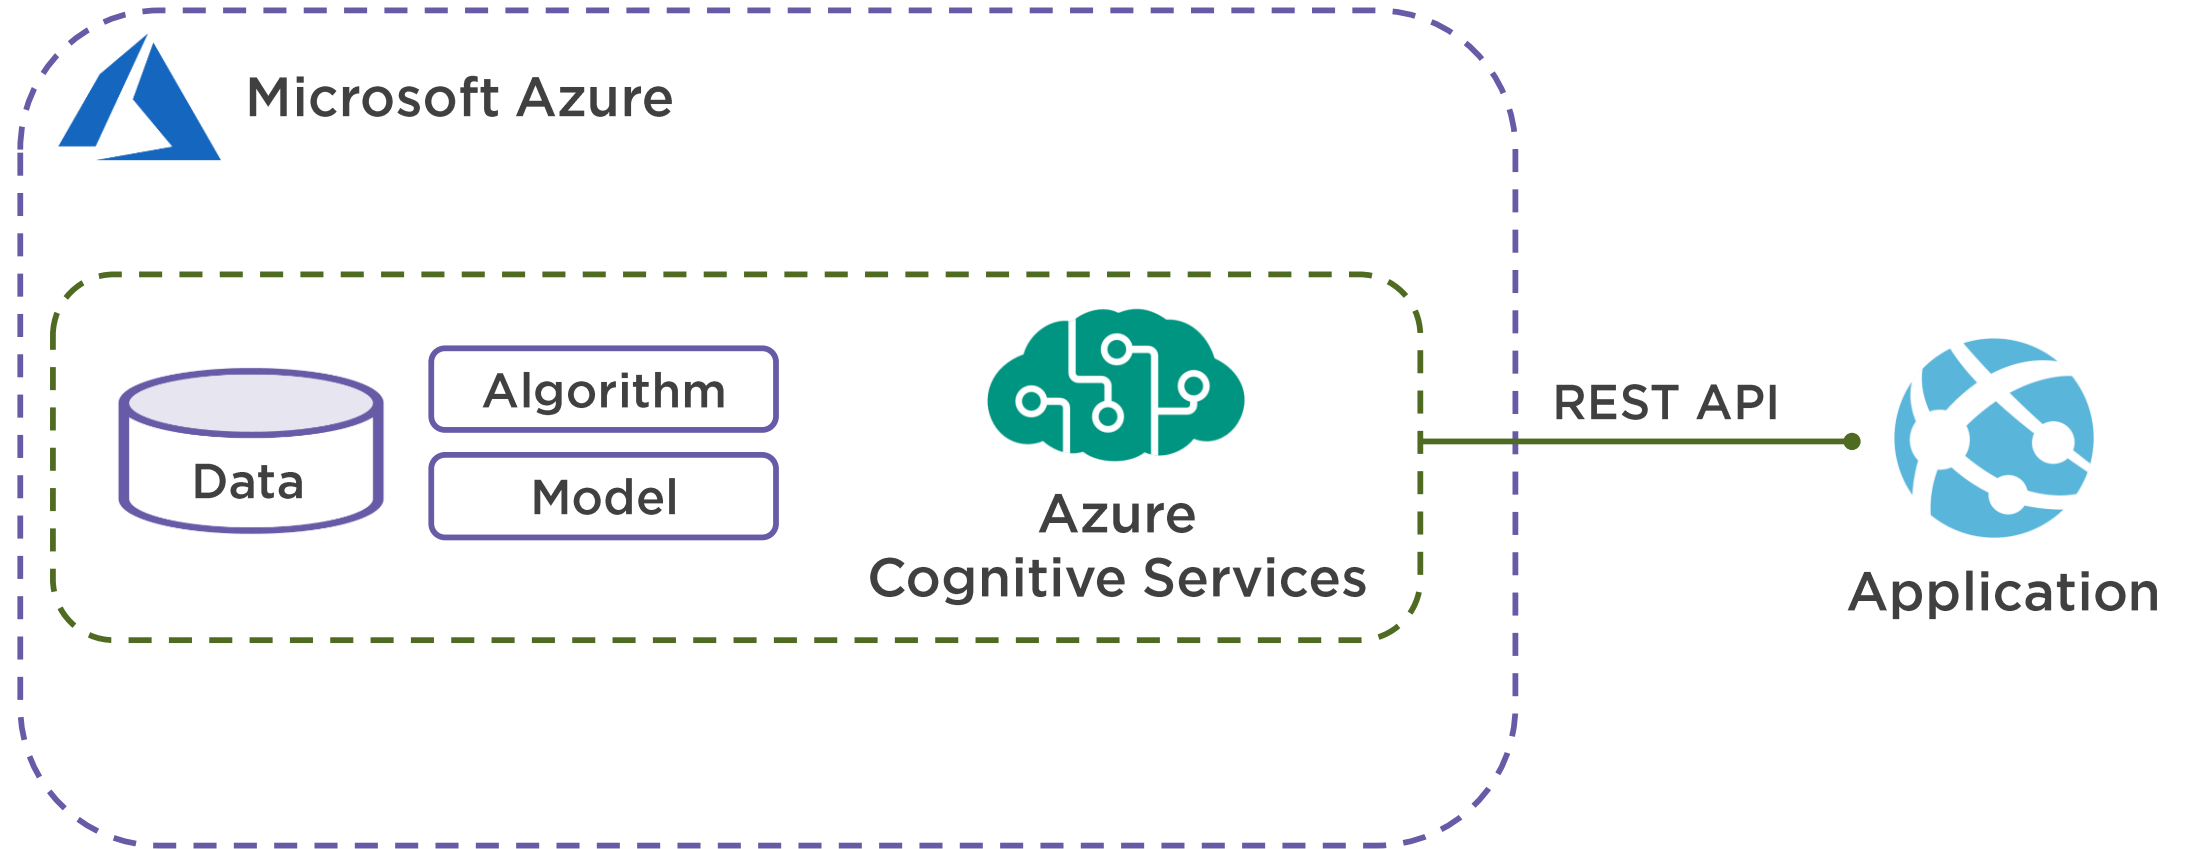 Microsoft Azure
Algorithm
Data
Model
Azure
Cognitive Services
REST API
Application